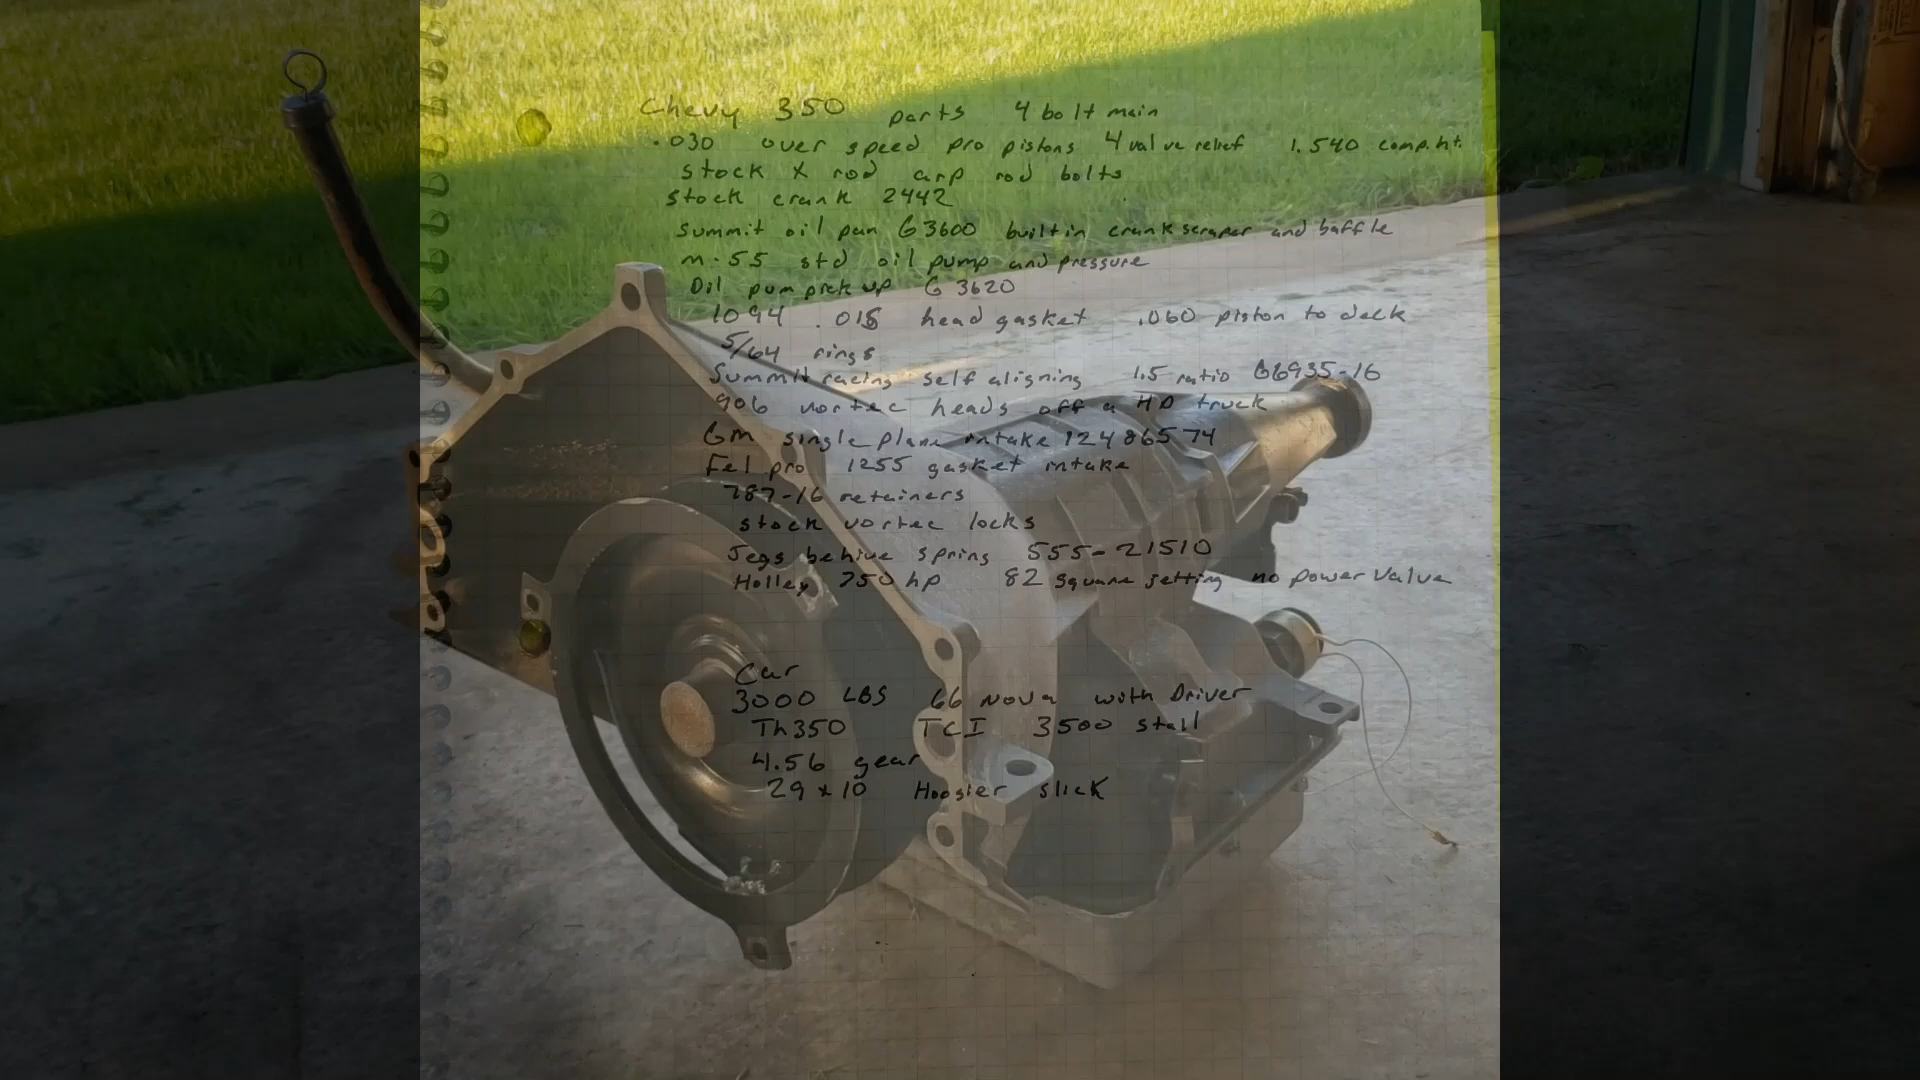 Chevy 350 parts 4 bolt main
.030 over speed pro pistons 4 valve relief 1.540 comp.ht.
stock X rod arp rod bolts
stock crank 2442
Summit oil pan G3600 built in crank scraper and baffle
m-55 std oil pump and pressure
Oil pum pick up G 3620
1094 .015 head gasket .060 piston to deck
5/64 rings
Summit racing self aligning 1.5 ratio G6935-16
906 vortec heads off a HD truck
Gm single plane intake 12486574
Fel pro 1255 gasket intake
787-16 retainers
stock vortec locks
Jegs behive spring 555-21510
Holley 750 hp 82 square jetting no power valve
Car
3000 LBS 66 Nova with Driver
Th350 TCI 3500 stall
4.56 gear
29 x 10 Hoosier slick